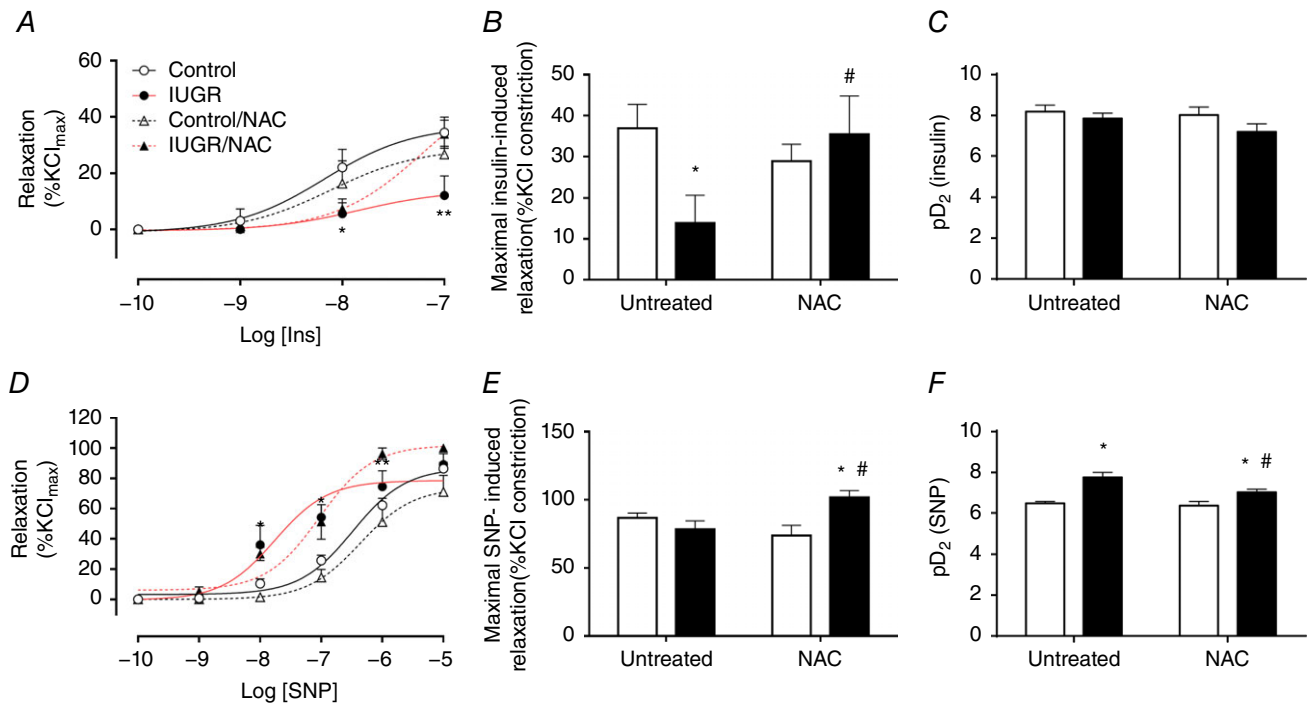 A
60
40
20
0
Relaxation
(%KCl_max)
Control
IUGR
Control/NAC
IUGR/NAC
*
**
–10 –9 –8 –7
Log [Ins]
B
50
40
30
20
10
0
Maximal insulin-induced
relaxation(%KCl constriction)
*
#
Untreated NAC
C
10
8
6
4
2
0
pD₂ (insulin)
Untreated NAC
D
120
100
80
60
40
20
0
Relaxation
(%KCl_max)
*
*
**
–10 –9 –8 –7 –6 –5
Log [SNP]
E
150
100
50
0
Maximal SNP- induced
relaxation(%KCl constriction)
* #
Untreated NAC
F
10
8
6
4
2
0
pD₂ (SNP)
*
* #
Untreated NAC